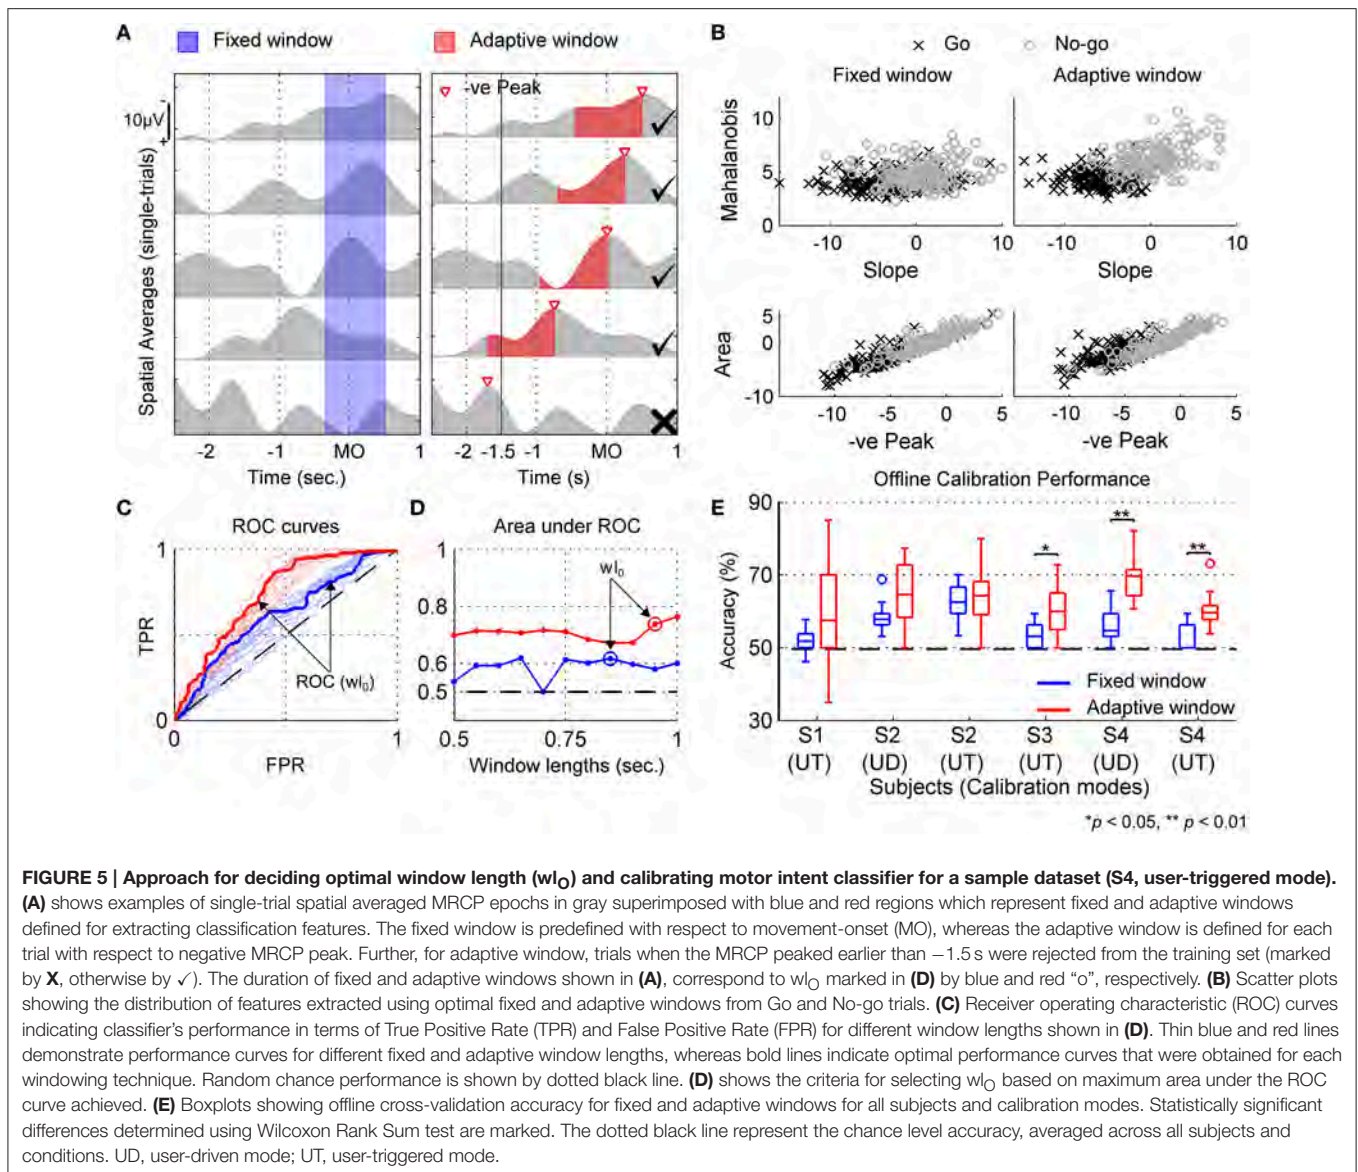 A
Fixed window
Adaptive window
-ve Peak
10µV
-
+
Spatial Averages (single-trials)
-2 -1 MO 1
Time (sec.)
-2 -1.5 -1 MO 1
Time (s)
B
Go No-go
Fixed window Adaptive window
Mahalanobis
10
5
0
-10 0 10
Slope
-10 0 10
Slope
Area
5
0
-10
-10 -5 0 5
-ve Peak
-10 -5 0 5
-ve Peak
C
ROC curves
TPR
1
0
ROC (wl0)
0 1
FPR
D
Area under ROC
1
0.8
0.6
0.5
wl0
0.5 0.75 1
Window lengths (sec.)
E
Offline Calibration Performance
Accuracy (%)
90
70
50
30
* ** **
Fixed window
Adaptive window
S1 S2 S2 S3 S4 S4
(UT) (UD) (UT) (UT) (UD) (UT)
Subjects (Calibration modes)
*p < 0.05, ** p < 0.01
FIGURE 5 | Approach for deciding optimal window length (wlO) and calibrating motor intent classifier for a sample dataset (S4, user-triggered mode).
(A) shows examples of single-trial spatial averaged MRCP epochs in gray superimposed with blue and red regions which represent fixed and adaptive windows
defined for extracting classification features. The fixed window is predefined with respect to movement-onset (MO), whereas the adaptive window is defined for each
trial with respect to negative MRCP peak. Further, for adaptive window, trials when the MRCP peaked earlier than −1.5 s were rejected from the training set (marked
by X, otherwise by ✓). The duration of fixed and adaptive windows shown in (A), correspond to wlO marked in (D) by blue and red “o”, respectively. (B) Scatter plots
showing the distribution of features extracted using optimal fixed and adaptive windows from Go and No-go trials. (C) Receiver operating characteristic (ROC) curves
indicating classifier’s performance in terms of True Positive Rate (TPR) and False Positive Rate (FPR) for different window lengths shown in (D). Thin blue and red lines
demonstrate performance curves for different fixed and adaptive window lengths, whereas bold lines indicate optimal performance curves that were obtained for each
windowing technique. Random chance performance is shown by dotted black line. (D) shows the criteria for selecting wlO based on maximum area under the ROC
curve achieved. (E) Boxplots showing offline cross-validation accuracy for fixed and adaptive windows for all subjects and calibration modes. Statistically significant
differences determined using Wilcoxon Rank Sum test are marked. The dotted black line represent the chance level accuracy, averaged across all subjects and
conditions. UD, user-driven mode; UT, user-triggered mode.